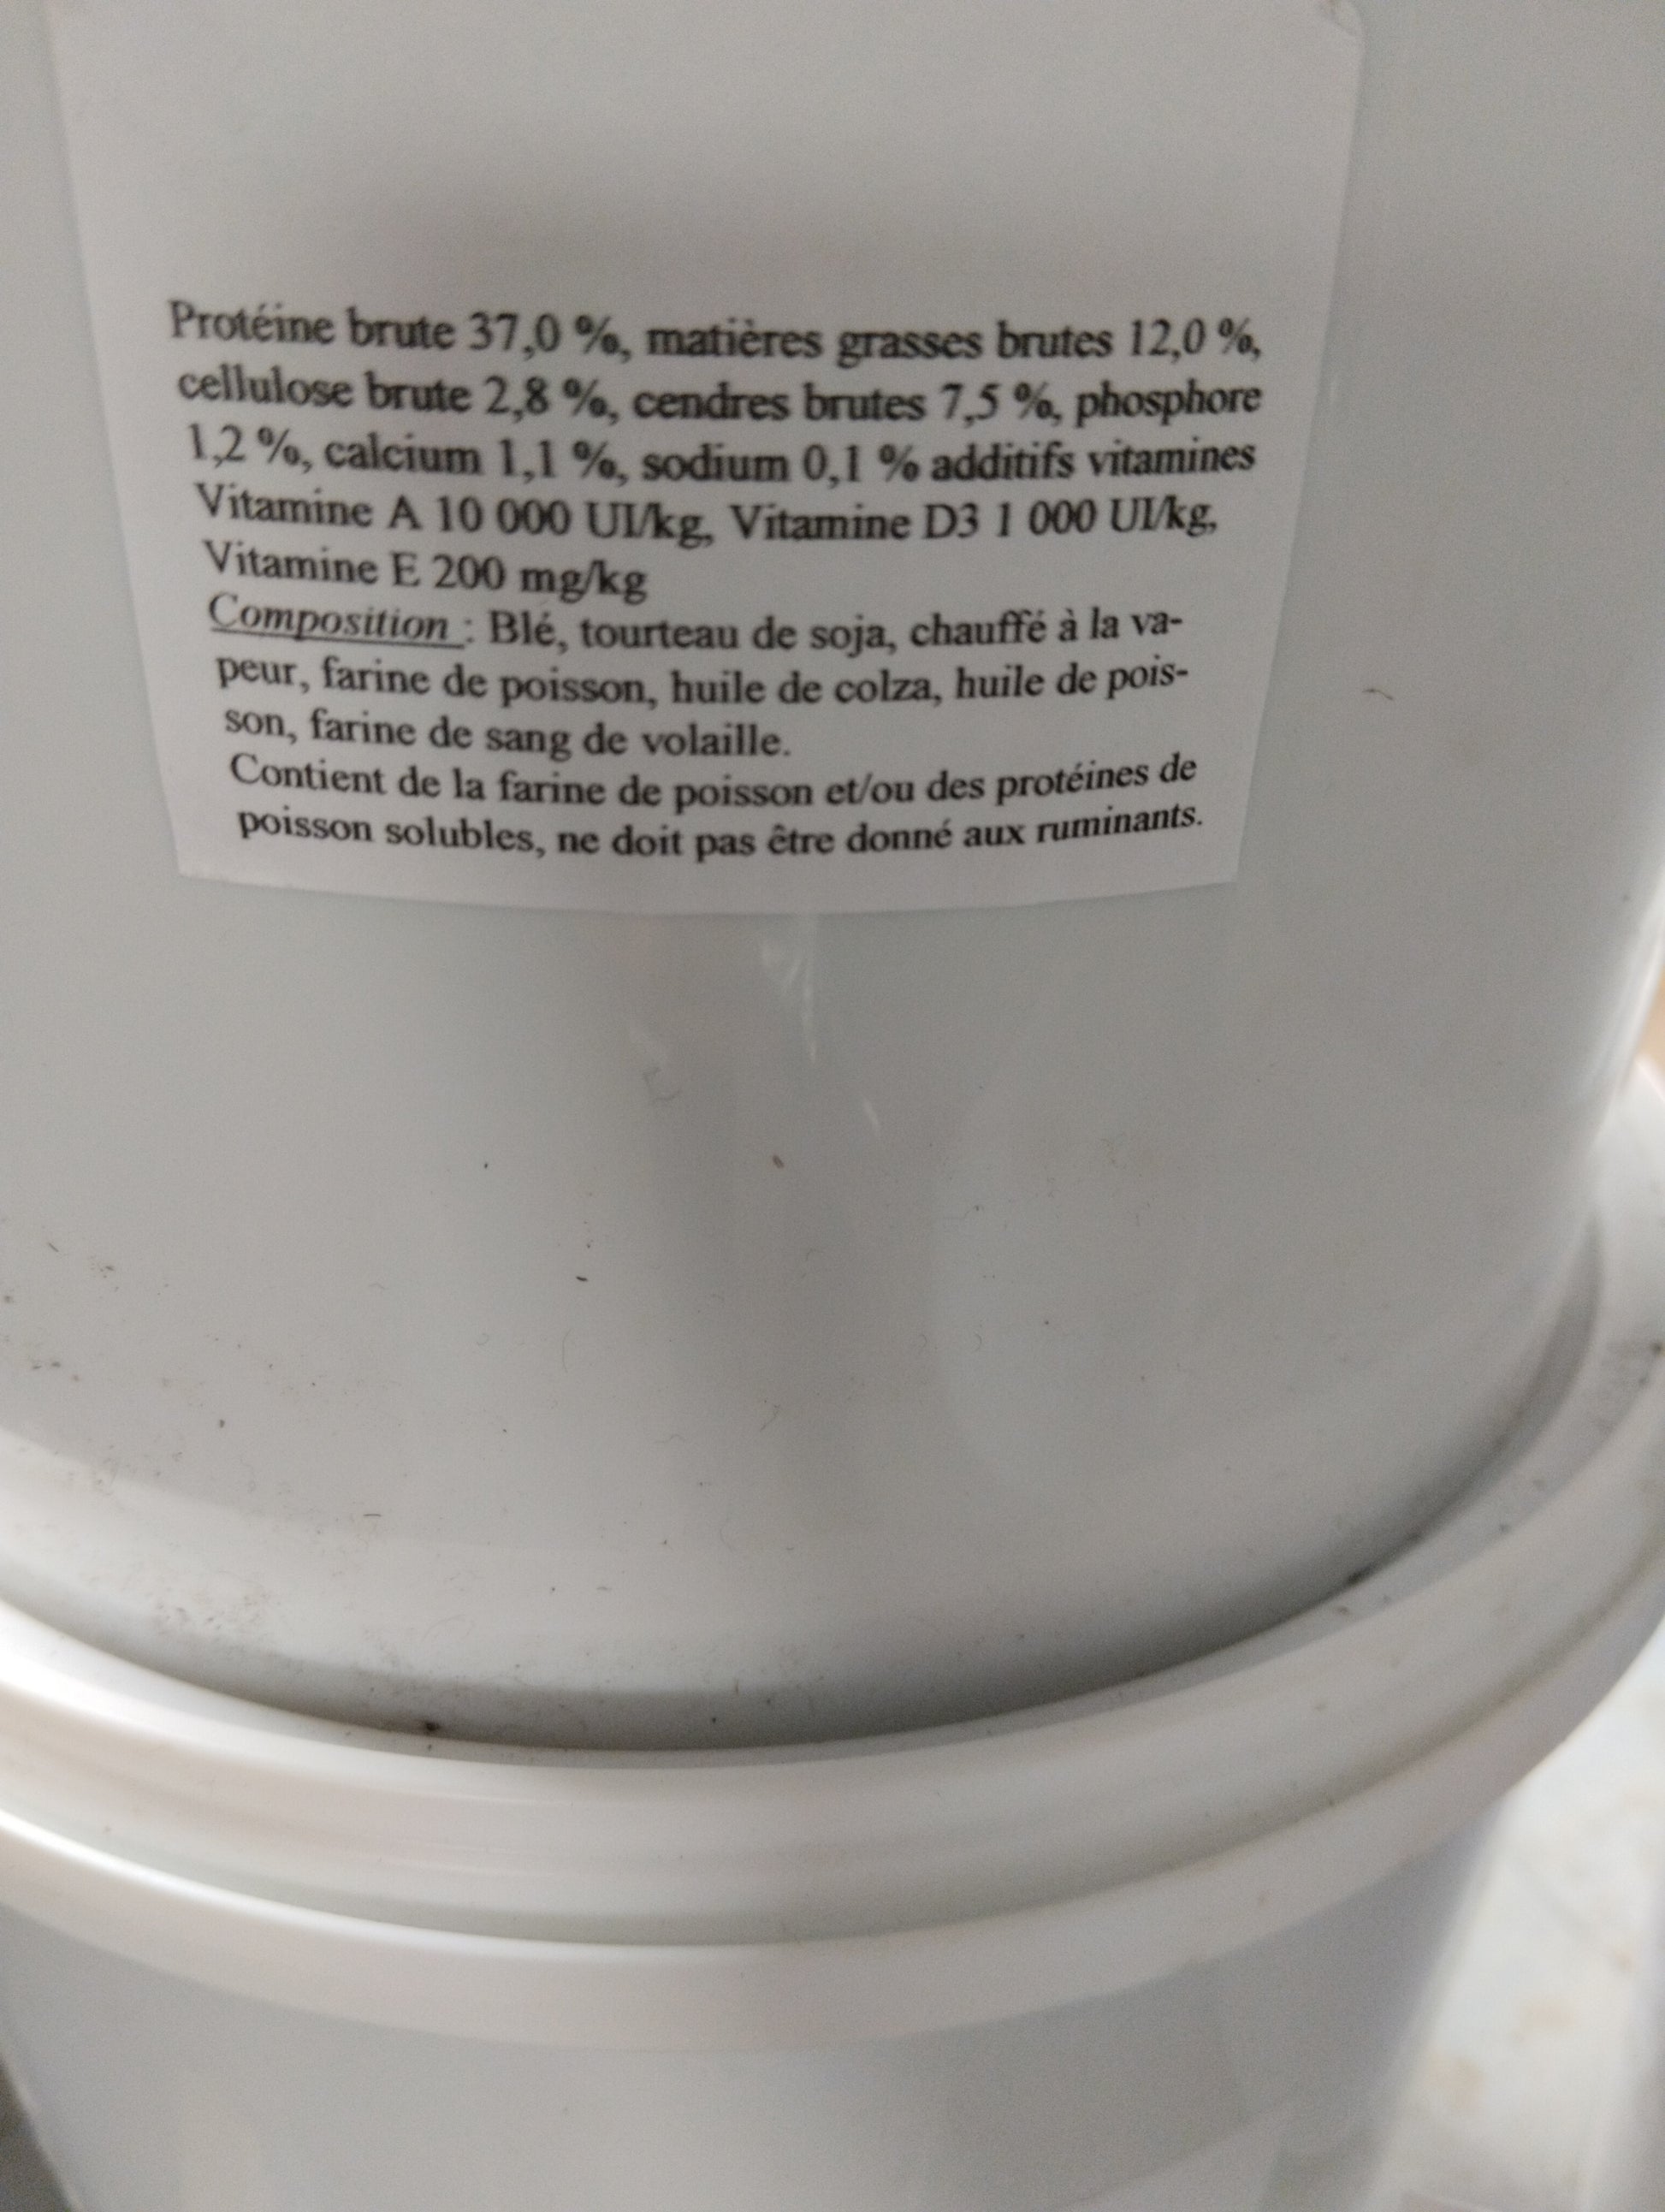 Protéine brute 37,0 %, matières grasses brutes 12,0 %,
cellulose brute 2,8 %, cendres brutes 7,5 %, phosphore
1,2 %, calcium 1,1 %, sodium 0,1 % additifs vitamines
Vitamine A 10 000 UI/kg, Vitamine D3 1 000 UI/kg,
Vitamine E 200 mg/kg
Composition : Blé, tourteau de soja, chauffé à la va-
peur, farine de poisson, huile de colza, huile de pois-
son, farine de sang de volaille.
Contient de la farine de poisson et/ou des protéines de
poisson solubles, ne doit pas être donné aux ruminants.